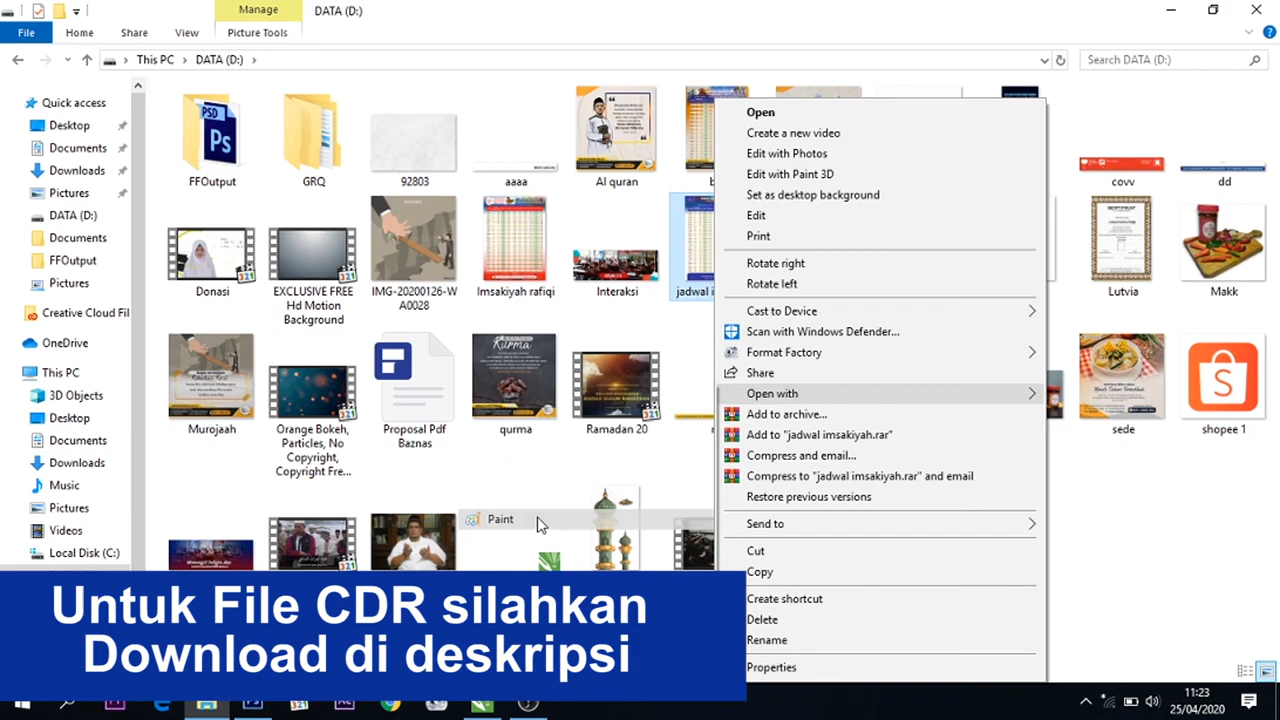 Manage
DATA (D:)
File
Home
Share
View
Picture Tools
This PC
DATA (D:)
Search DATA (D:)
Quick access
Desktop
Documents
Downloads
Pictures
DATA (D:)
Documents
FFOutput
Pictures
Creative Cloud Fil
OneDrive
This PC
3D Objects
Desktop
Documents
Downloads
Music
Pictures
Videos
Local Disk (C:)
PSD
Ps
FFOutput
GRQ
92803
aaaa
Al quran
b
covv
dd
Donasi
EXCLUSIVE FREE
Hd Motion
Background
IMG-20200126-W
A0028
Imsakiyah rafiqi
Interaksi
jadwal i
Lutvia
Makk
Murojaah
Orange Bokeh,
Particles, No
Copyright,
Copyright Fre...
Proposal Pdf
Baznas
Kurma
qurma
Ramadan 20
sede
shopee 1
Open
Create a new video
Edit with Photos
Edit with Paint 3D
Set as desktop background
Edit
Print
Rotate right
Rotate left
Cast to Device
Scan with Windows Defender...
Format Factory
Share
Open with
Add to archive...
Add to "jadwal imsakiyah.rar"
Compress and email...
Compress to "jadwal imsakiyah.rar" and email
Restore previous versions
Send to
Cut
Copy
Create shortcut
Delete
Rename
Properties
Paint
Untuk File CDR silahkan
Download di deskripsi
11:23
25/04/2020